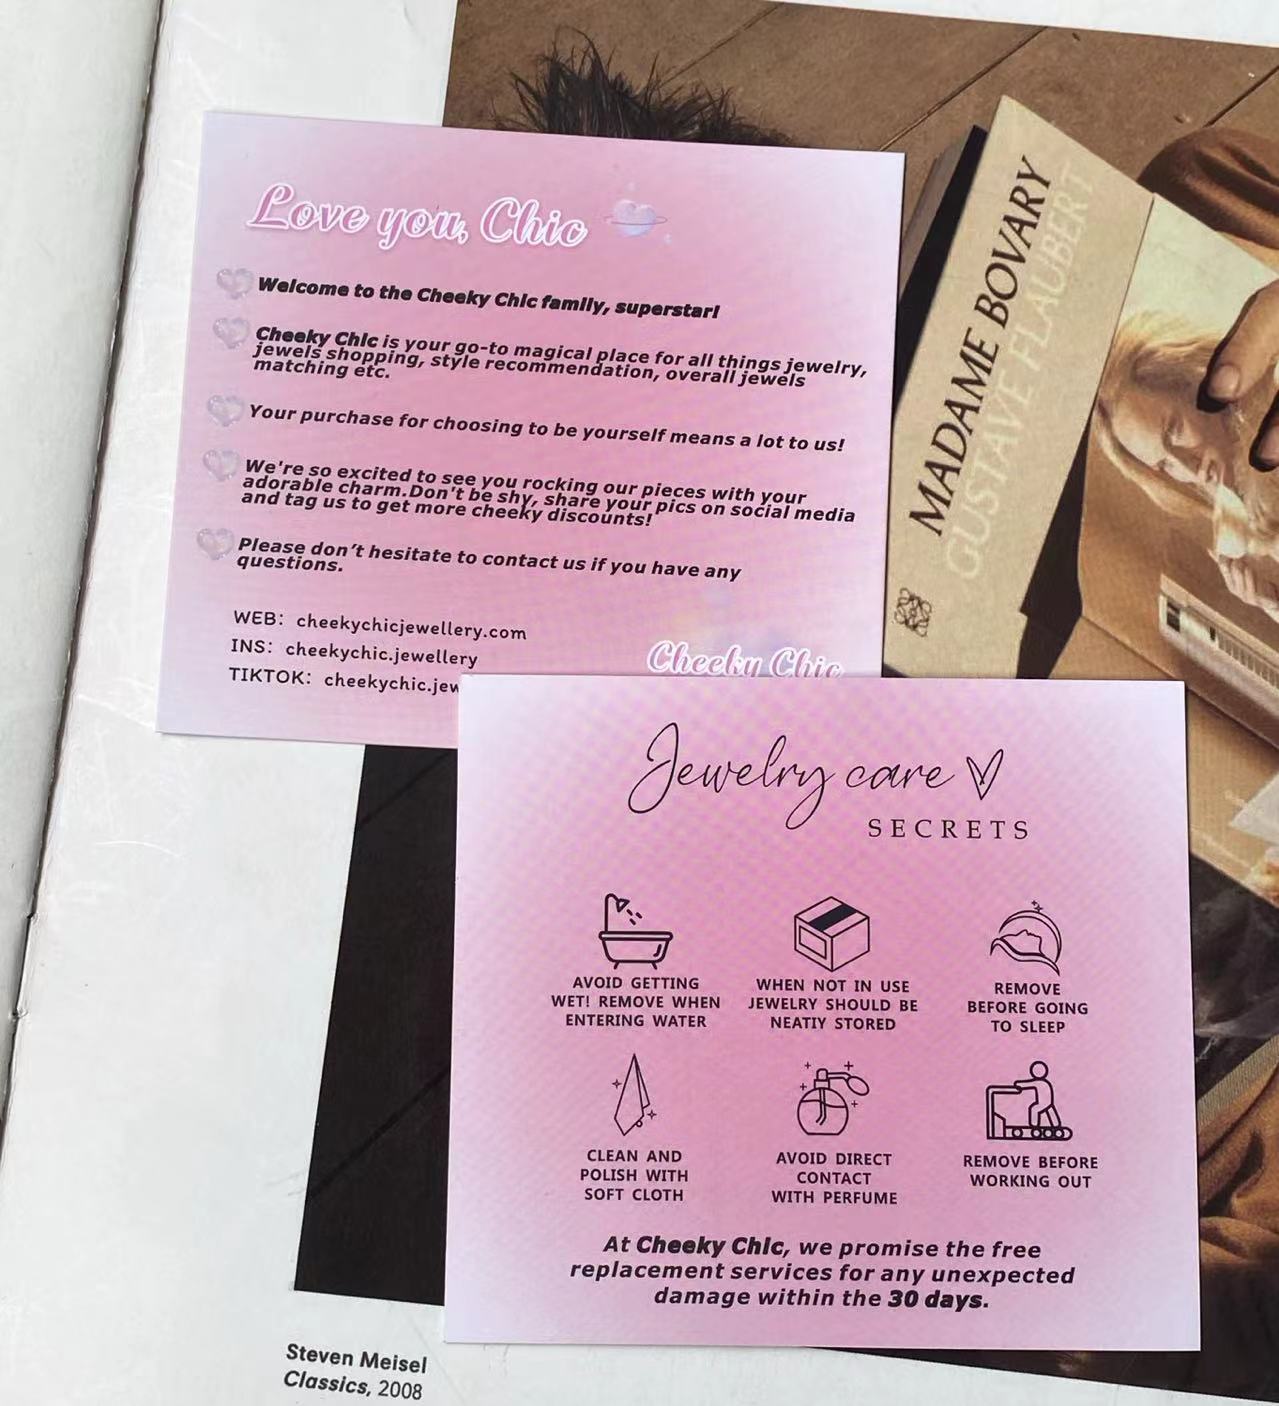 Love you, Chic
Welcome to the Cheeky Chic family, superstar!
Cheeky Chic is your go-to magical place for all things jewelry,
jewels shopping, style recommendation, overall jewels
matching etc.
Your purchase for choosing to be yourself means a lot to us!
We're so excited to see you rocking our pieces with your
adorable charm.Don't be shy, share your pics on social media
and tag us to get more cheeky discounts!
Please don't hesitate to contact us if you have any
questions.
WEB: cheekychicjewellery.com
INS: cheekychic.jewellery
TIKTOK: cheekychic.jew
Cheeky Chic
MADAME BOVARY
GUSTAVE FLAUBERT
Jewelry care
SECRETS
AVOID GETTING
WET! REMOVE WHEN
ENTERING WATER
WHEN NOT IN USE
JEWELRY SHOULD BE
NEATIY STORED
REMOVE
BEFORE GOING
TO SLEEP
CLEAN AND
POLISH WITH
SOFT CLOTH
AVOID DIRECT
CONTACT
WITH PERFUME
REMOVE BEFORE
WORKING OUT
At Cheeky Chic, we promise the free
replacement services for any unexpected
damage within the 30 days.
Steven Meisel
Classics, 2008